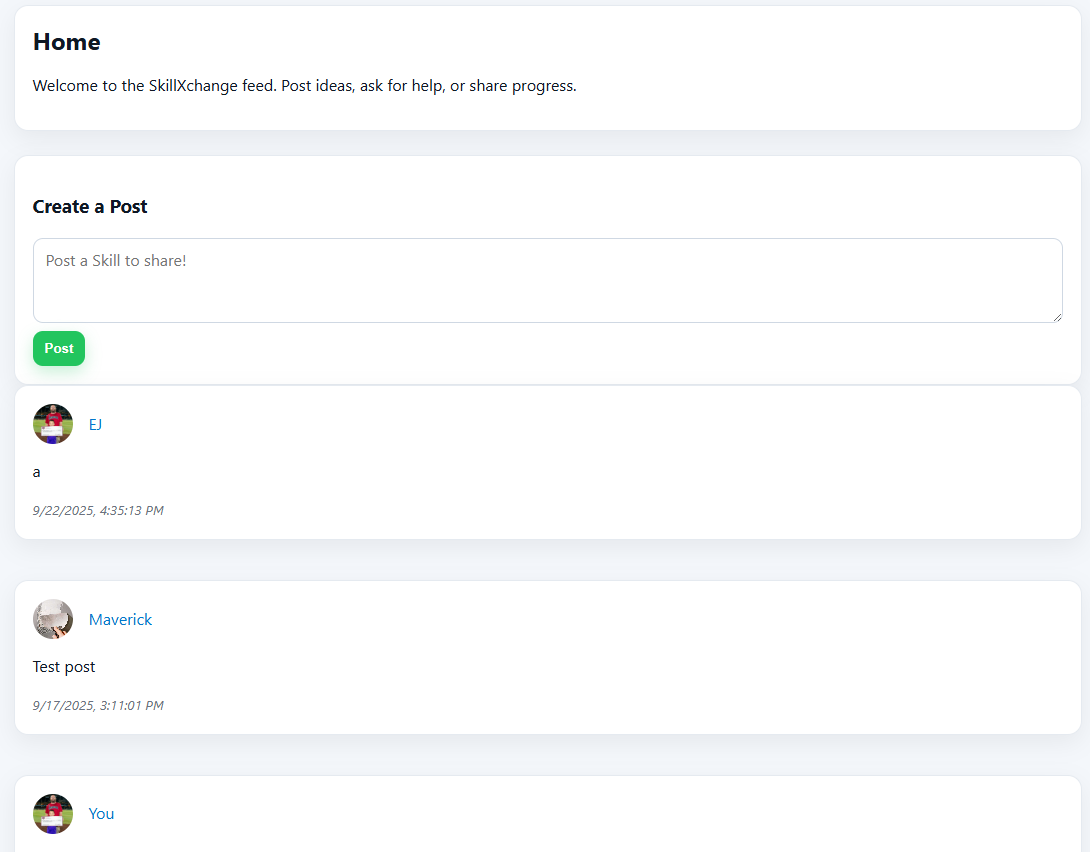 Home
Welcome to the SkillXchange feed. Post ideas, ask for help, or share progress.
Create a Post
Post a Skill to share!
Post
EJ
a
9/22/2025, 4:35:13 PM
Maverick
Test post
9/17/2025, 3:11:01 PM
You